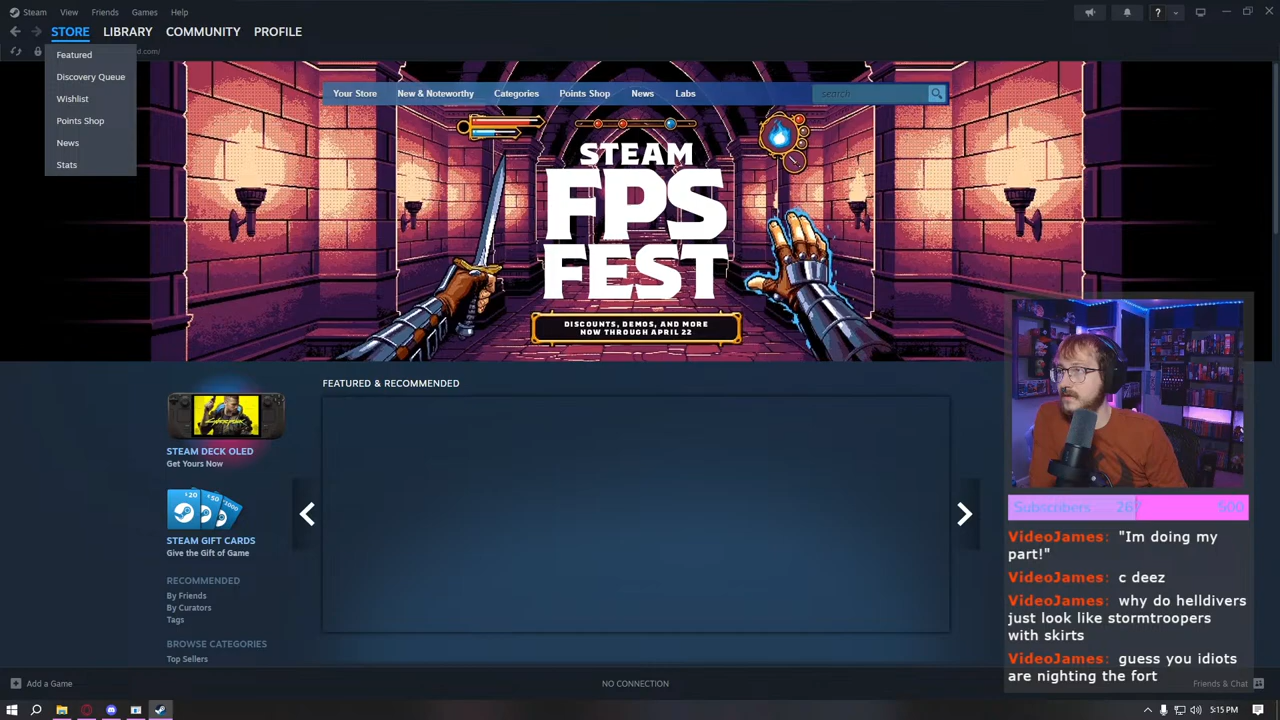 Steam View Friends Games Help
STORE LIBRARY COMMUNITY PROFILE
Featured
Discovery Queue
Wishlist
Points Shop
News
Stats
Your Store New & Noteworthy Categories Points Shop News Labs search
STEAM
FPS
FEST
DISCOUNTS, DEMOS, AND MORE
NOW THROUGH APRIL 22
FEATURED & RECOMMENDED
STEAM DECK OLED
Get Yours Now
STEAM GIFT CARDS
Give the Gift of Game
RECOMMENDED
By Friends
By Curators
Tags
BROWSE CATEGORIES
Top Sellers
Subscribers 500
VideoJames: "Im doing my
part!"
VideoJames: c deez
VideoJames: why do helldivers
just look like stormtroopers
with skirts
VideoJames: guess you idiots
are nighting the fort
Add a Game NO CONNECTION Friends & Chat
5:15 PM